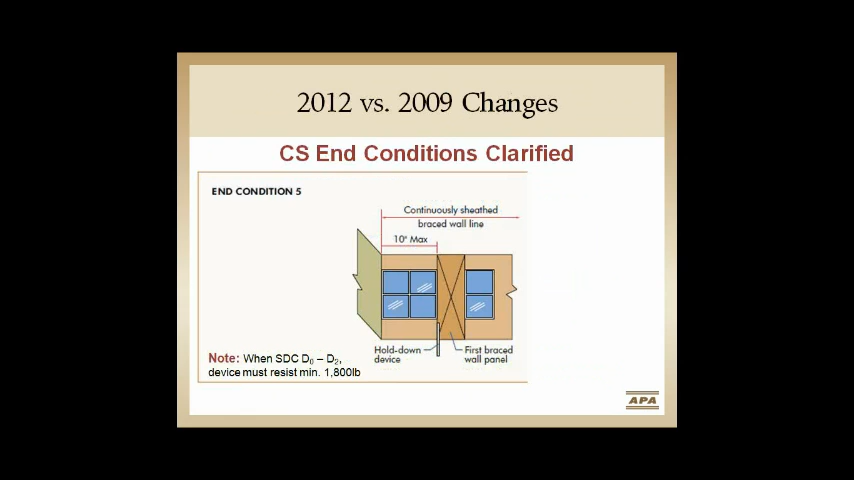 2012 vs. 2009 Changes
CS End Conditions Clarified
END CONDITION 5
Continuously sheathed
braced wall line
10" Max
Hold-down
device
First braced
wall panel
Note: When SDC D0 – D2,
device must resist min. 1,800lb
APA